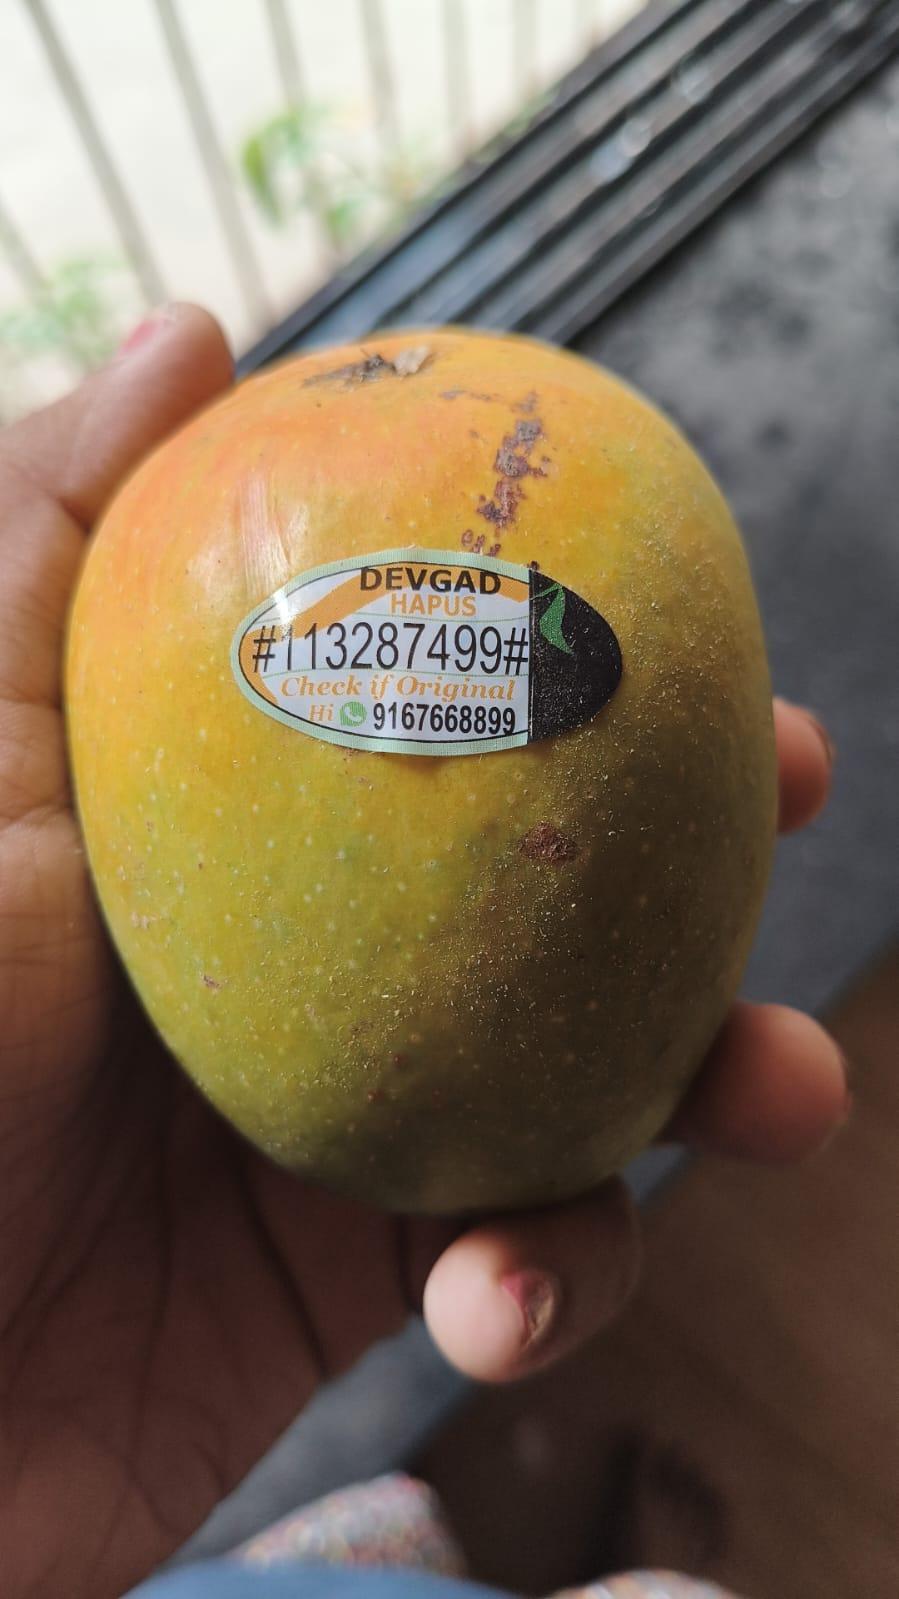 DEVGAD
HAPUS
#113287499#
Check if Original
Hi 9167668899